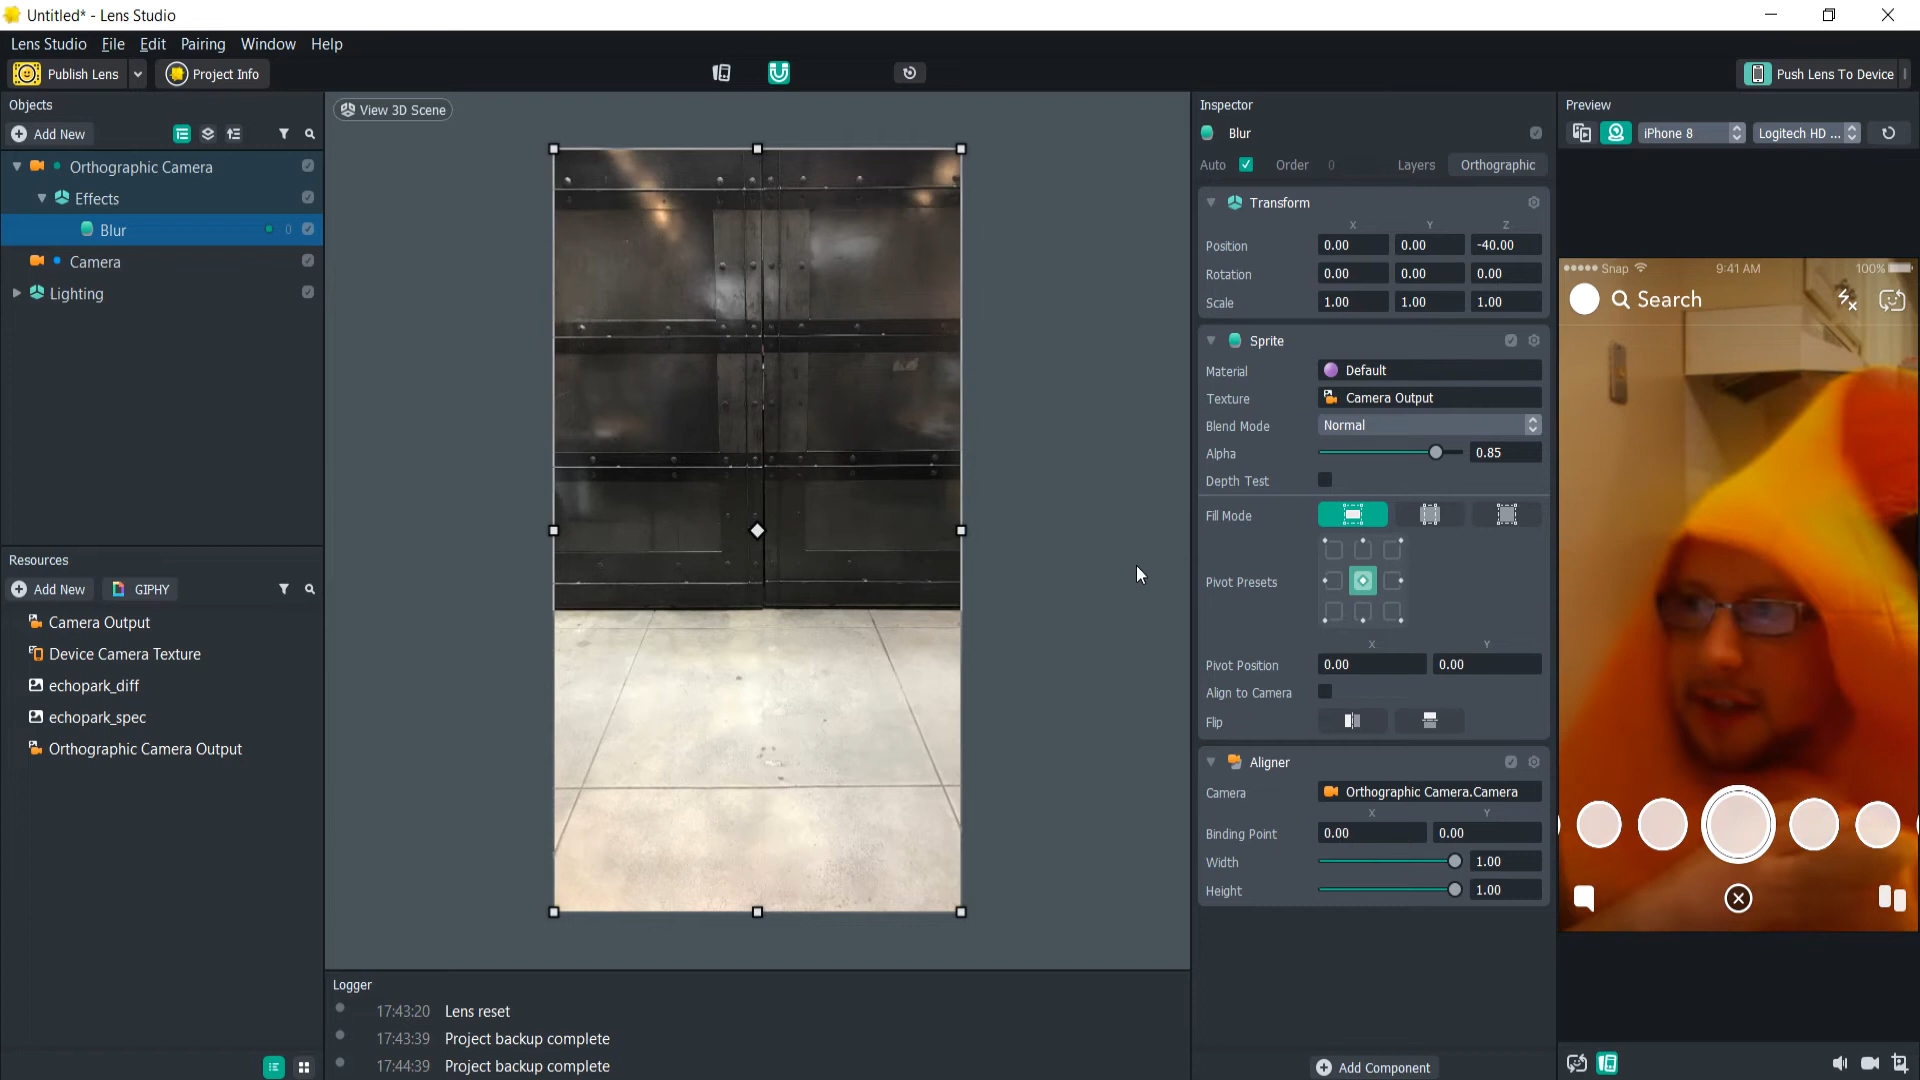 Untitled* - Lens Studio
Lens Studio File Edit Pairing Window Help
Publish Lens Project Info Push Lens To Device
Objects
Add New
Orthographic Camera
Effects
Blur 0
Camera
Lighting
Resources
Add New GIPHY
Camera Output
Device Camera Texture
echopark_diff
echopark_spec
Orthographic Camera Output
View 3D Scene
Logger
17:43:20 Lens reset
17:43:39 Project backup complete
17:44:39 Project backup complete
Inspector
Blur
Auto Order 0 Layers Orthographic
Transform
X Y Z
Position 0.00 0.00 -40.00
Rotation 0.00 0.00 0.00
Scale 1.00 1.00 1.00
Sprite
Material Default
Texture Camera Output
Blend Mode Normal
Alpha 0.85
Depth Test
Fill Mode
Pivot Presets
X Y
Pivot Position 0.00 0.00
Align to Camera
Flip
Aligner
Camera Orthographic Camera.Camera
X Y
Binding Point 0.00 0.00
Width 1.00
Height 1.00
Add Component
Preview
iPhone 8 Logitech HD ...
Snap 9:41 AM 100%
Search